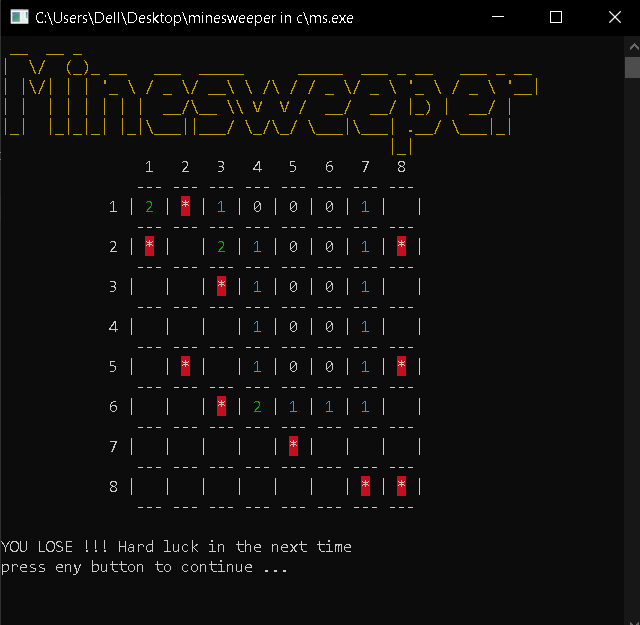 C:\Users\Dell\Desktop\minesweeper in c\ms.exe
Minesweeper
1 2 3 4 5 6 7 8
1 | 2 | * | 1 | 0 | 0 | 0 | 1 |   |
2 | * |   | 2 | 1 | 0 | 0 | 1 | * |
3 |   |   | * | 1 | 0 | 0 | 1 |   |
4 |   |   |   | 1 | 0 | 0 | 1 |   |
5 |   | * |   | 1 | 0 | 0 | 1 | * |
6 |   |   | * | 2 | 1 | 1 | 1 |   |
7 |   |   |   |   | * |   |   |   |
8 |   |   |   |   |   |   | * | * |
YOU LOSE !!! Hard luck in the next time
press eny button to continue ...